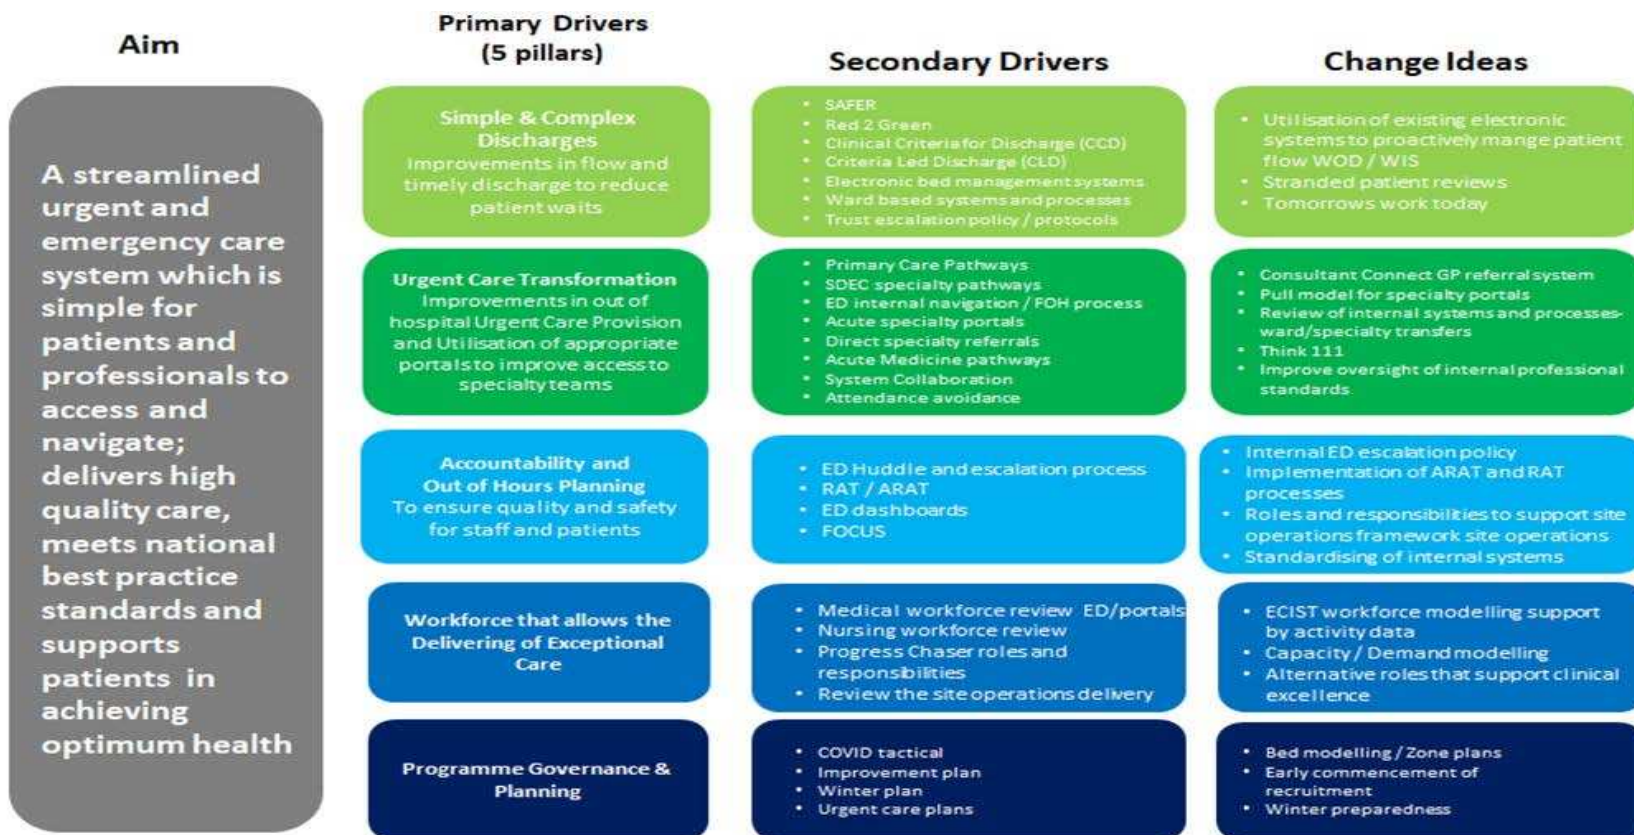 Aim
A streamlined
urgent and
emergency care
system which is
simple for
patients and
professionals to
access and
navigate;
delivers high
quality care,
meets national
best practice
standards and
supports
patients in
achieving
optimum health
Primary Drivers
(5 pillars)
Secondary Drivers
Change Ideas
Simple & Complex
Discharges
Improvements in flow and
timely discharge to reduce
patient waits
• SAFER
• Red 2 Green
• Clinical Criteria for Discharge (CCD)
• Criteria Led Discharge (CLD)
• Electronic bed management systems
• Ward based systems and processes
• Trust escalation policy / protocols
• Utilisation of existing electronic
systems to proactively mange patient
flow WOD / WIS
• Stranded patient reviews
• Tomorrows work today
Urgent Care Transformation
Improvements in out of
hospital Urgent Care Provision
and Utilisation of appropriate
portals to improve access to
specialty teams
• Primary Care Pathways
• SDEC specialty pathways
• ED internal navigation / FOH process
• Acute specialty portals
• Direct specialty referrals
• Acute Medicine pathways
• System Collaboration
• Attendance avoidance
• Consultant Connect GP referral system
• Pull model for specialty portals
• Review of internal systems and processes-
ward/specialty transfers
• Think 111
• Improve oversight of internal professional
standards
Accountability and
Out of Hours Planning
To ensure quality and safety
for staff and patients
• ED Huddle and escalation process
• RAT / ARAT
• ED dashboards
• FOCUS
• Internal ED escalation policy
• Implementation of ARAT and RAT
processes
• Roles and responsibilities to support site
operations framework site operations
• Standardising of internal systems
Workforce that allows the
Delivering of Exceptional
Care
• Medical workforce review ED/portals
• Nursing workforce review
• Progress Chaser roles and
responsibilities
• Review the site operations delivery
• ECIST workforce modelling support
by activity data
• Capacity / Demand modelling
• Alternative roles that support clinical
excellence
Programme Governance &
Planning
• COVID tactical
• Improvement plan
• Winter plan
• Urgent care plans
• Bed modelling / Zone plans
• Early commencement of
recruitment
• Winter preparedness